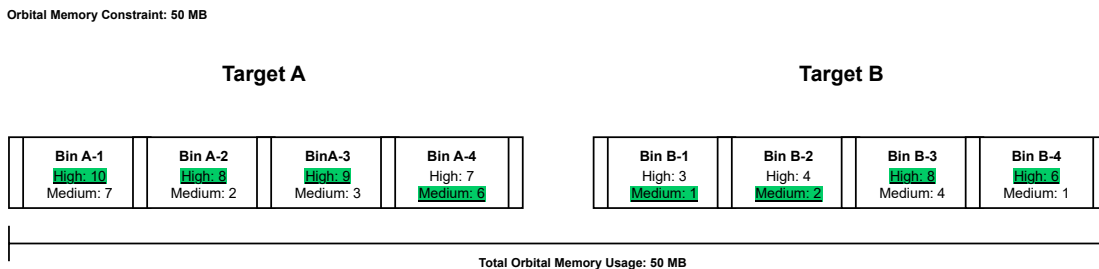 Orbital Memory Constraint: 50 MB
Target A
Target B
Bin A-1
High: 10
Medium: 7
Bin A-2
High: 8
Medium: 2
BinA-3
High: 9
Medium: 3
Bin A-4
High: 7
Medium: 6
Bin B-1
High: 3
Medium: 1
Bin B-2
High: 4
Medium: 2
Bin B-3
High: 8
Medium: 4
Bin B-4
High: 6
Medium: 1
Total Orbital Memory Usage: 50 MB